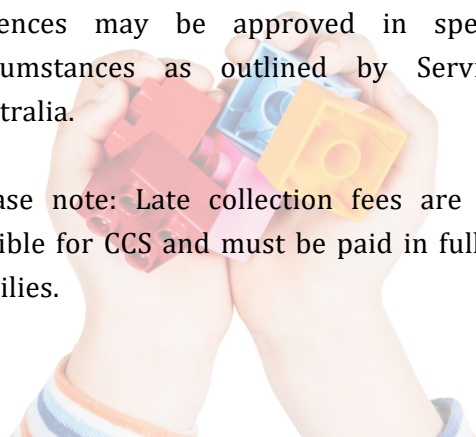 ences may be approved in spe
umstances as outlined by Servi
tralia.
ase note: Late collection fees are
ible for CCS and must be paid in full
ilies.